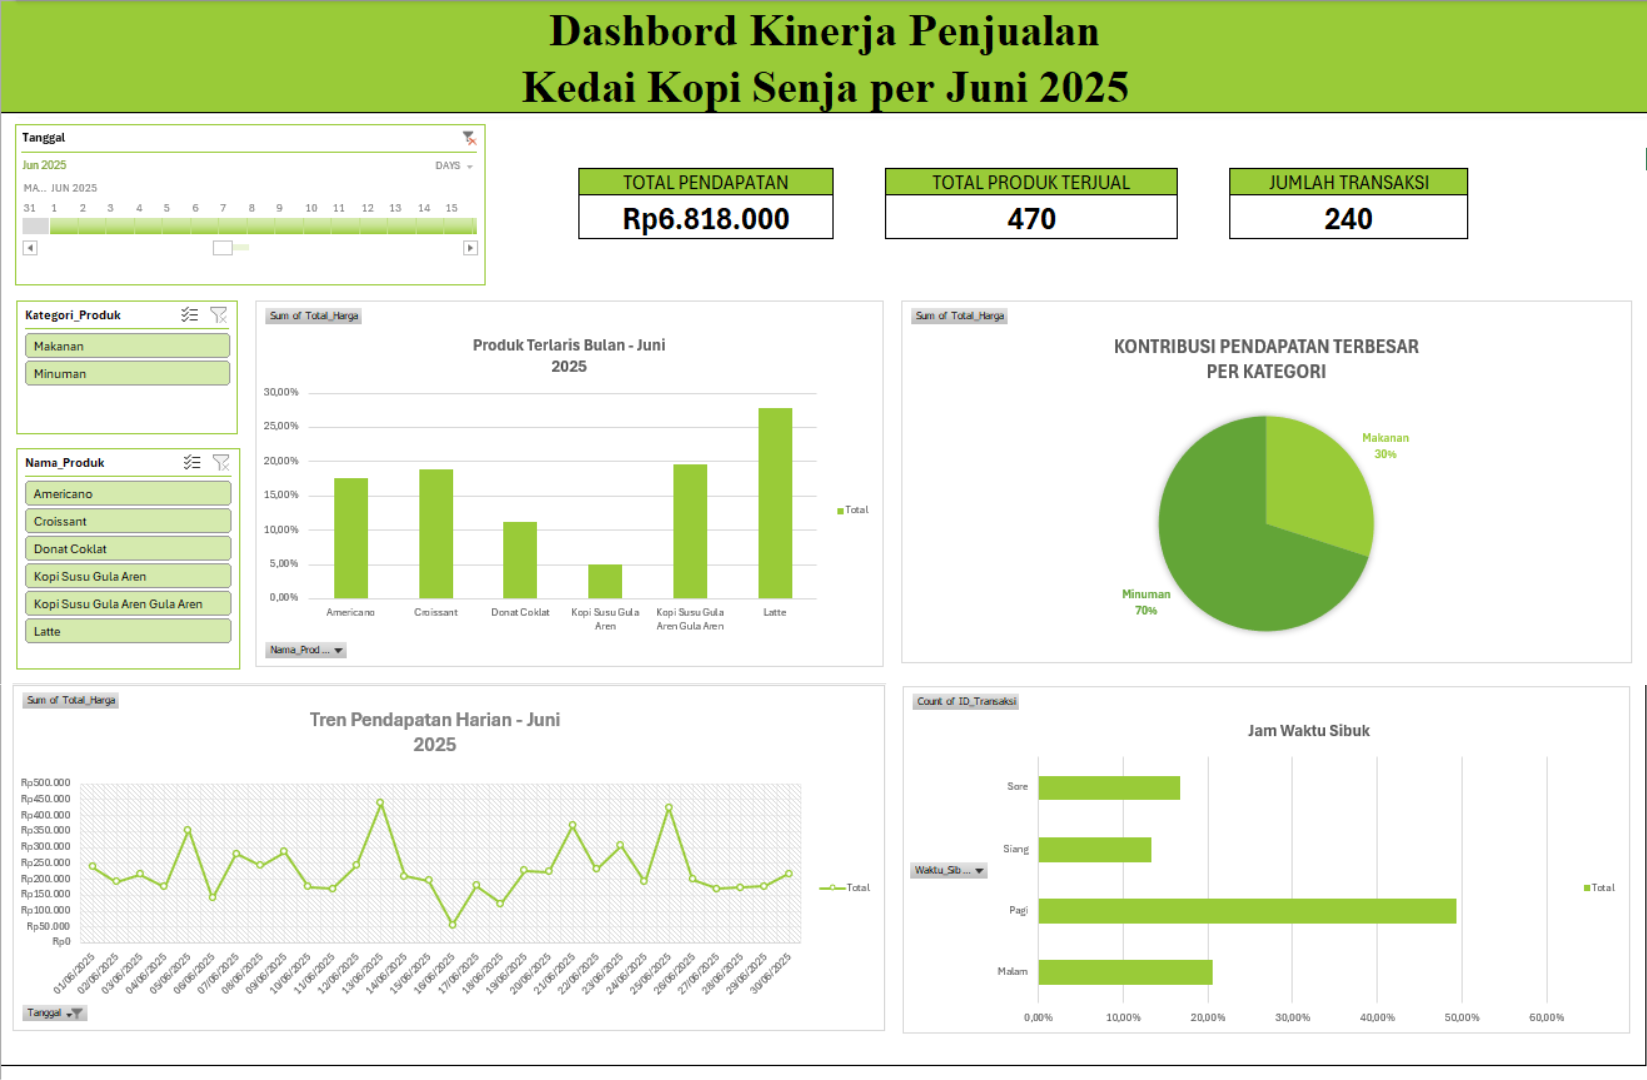 Dashbord Kinerja Penjualan
Kedai Kopi Senja per Juni 2025
Tanggal
Jun 2025
DAYS
MA... JUN 2025
31 1 2 3 4 5 6 7 8 9 10 11 12 13 14 15
TOTAL PENDAPATAN
Rp6.818.000
TOTAL PRODUK TERJUAL
470
JUMLAH TRANSAKSI
240
Kategori_Produk
Makanan
Minuman
Nama_Produk
Americano
Croissant
Donat Coklat
Kopi Susu Gula Aren
Kopi Susu Gula Aren Gula Aren
Latte
Sum of Total_Harga
Produk Terlaris Bulan - Juni
2025
30,00%
25,00%
20,00%
15,00%
10,00%
5,00%
0,00%
Americano
Croissant
Donat Coklat
Kopi Susu Gula
Aren
Kopi Susu Gula
Aren Gula Aren
Latte
Total
Nama_Prod ...
Sum of Total_Harga
KONTRIBUSI PENDAPATAN TERBESAR
PER KATEGORI
Makanan
30%
Minuman
70%
Sum of Total_Harga
Tren Pendapatan Harian - Juni
2025
Rp500.000
Rp450.000
Rp400.000
Rp350.000
Rp300.000
Rp250.000
Rp200.000
Rp150.000
Rp100.000
Rp50.000
Rp0
01/06/2025
02/06/2025
03/06/2025
04/06/2025
05/06/2025
06/06/2025
07/06/2025
08/06/2025
09/06/2025
10/06/2025
11/06/2025
12/06/2025
13/06/2025
14/06/2025
15/06/2025
16/06/2025
17/06/2025
18/06/2025
19/06/2025
20/06/2025
21/06/2025
22/06/2025
23/06/2025
24/06/2025
25/06/2025
26/06/2025
27/06/2025
28/06/2025
29/06/2025
30/06/2025
Total
Tanggal
Count of ID_Transaksi
Jam Waktu Sibuk
Sore
Siang
Pagi
Malam
Waktu_Sib ...
0,00%
10,00%
20,00%
30,00%
40,00%
50,00%
60,00%
Total